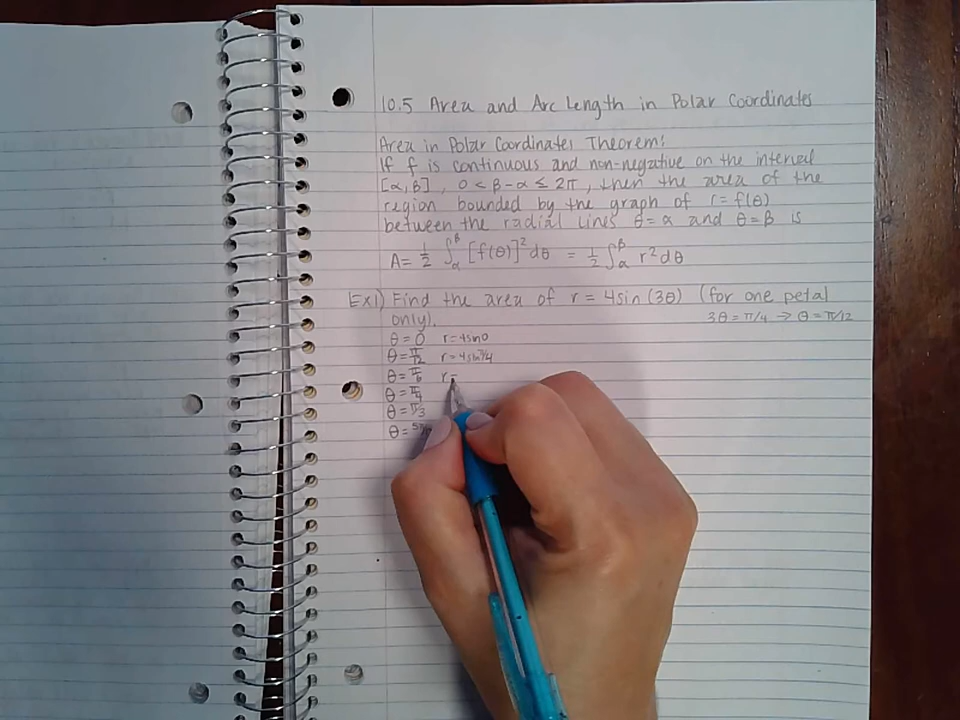 10.5 Area and Arc Length in Polar Coordinates
Area in Polar Coordinates Theorem:
If f is continuous and non-negative on the interval
[α,β], 0 < β-α ≤ 2π, then the area of the
region bounded by the graph of r = f(θ)
between the radial lines θ=α and θ=β is
A = ½ ∫_α^β [f(θ)]² dθ = ½ ∫_α^β r² dθ
Ex1) Find the area of r = 4sin(3θ) (for one petal
only). 3θ = π/4 → θ = π/12
θ = 0 r = 4sin0
θ = π/12 r = 4sinπ/4
θ = π/6 r =
θ = π/4
θ = π/3
θ =